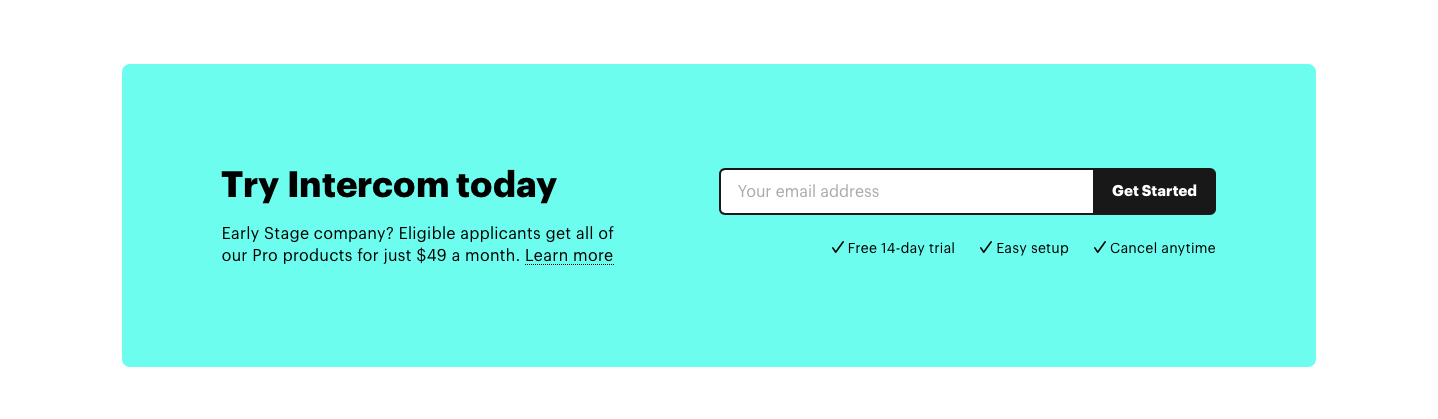 Try Intercom today
Early Stage company? Eligible applicants get all of
our Pro products for just $49 a month. Learn more
Your email address
Get Started
✓ Free 14-day trial
✓ Easy setup
✓ Cancel anytime